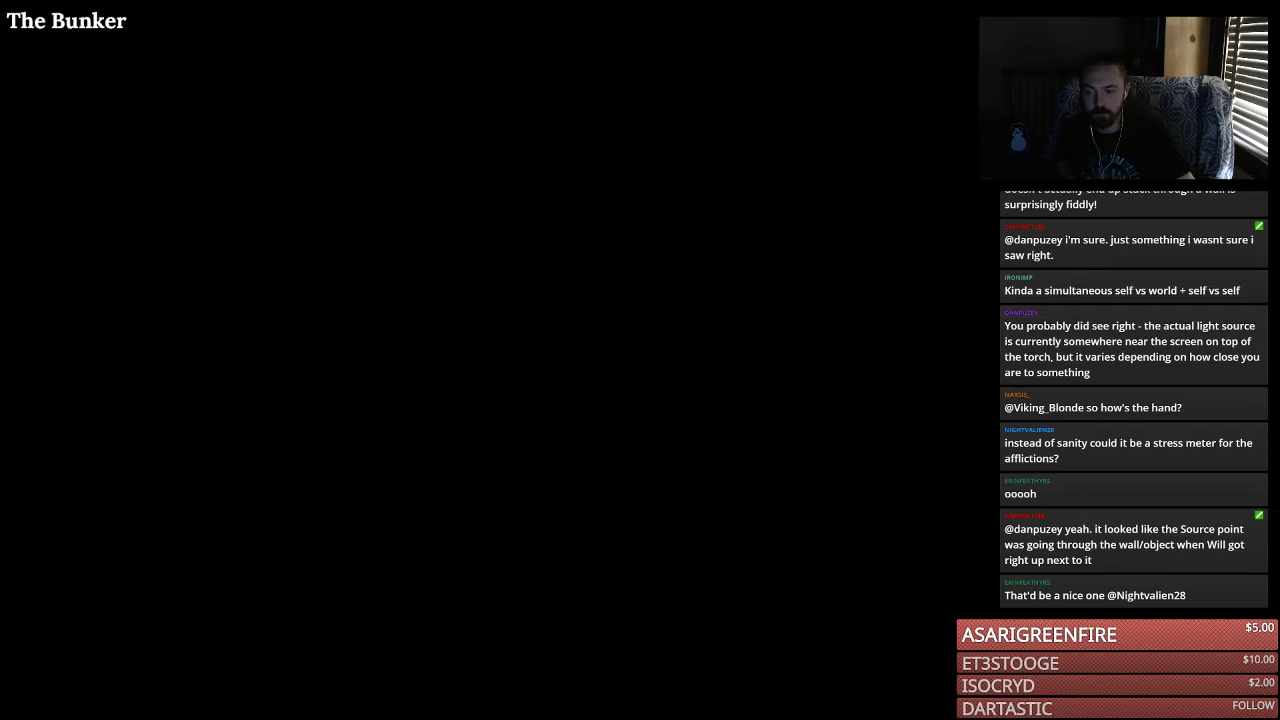 The Bunker
surprisingly fiddly!
@danpuzey i'm sure. just something i wasnt sure i
saw right.
IRONIMP
Kinda a simultaneous self vs world + self vs self
DANPUZEY
You probably did see right - the actual light source
is currently somewhere near the screen on top of
the torch, but it varies depending on how close you
are to something
NARSIS_
@Viking_Blonde so how's the hand?
NIGHTVALIEN28
instead of sanity could it be a stress meter for the
afflictions?
ERINFEATHYRS
ooooh
@danpuzey yeah. it looked like the Source point
was going through the wall/object when Will got
right up next to it
ERINFEATHYRS
That'd be a nice one @Nightvalien28
ASARIGREENFIRE $5.00
ET3STOOGE $10.00
ISOCRYD $2.00
DARTASTIC FOLLOW